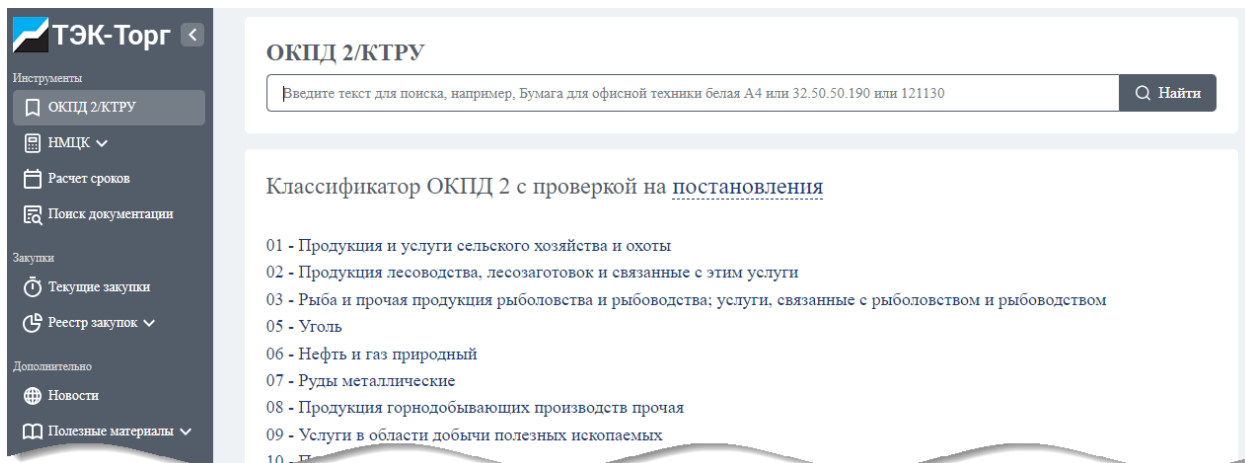 ТЭК-Торг
Инструменты
ОКПД 2/КТРУ
НМЦК
Расчет сроков
Поиск документации
Закупки
Текущие закупки
Реестр закупок
Дополнительно
Новости
Полезные материалы
ОКПД 2/КТРУ
Введите текст для поиска, например, Бумага для офисной техники белая А4 или 32.50.50.190 или 121130
Найти
Классификатор ОКПД 2 с проверкой на постановления
01 - Продукция и услуги сельского хозяйства и охоты
02 - Продукция лесоводства, лесозаготовок и связанные с этим услуги
03 - Рыба и прочая продукция рыболовства и рыбоводства; услуги, связанные с рыболовством и рыбоводством
05 - Уголь
06 - Нефть и газ природный
07 - Руды металлические
08 - Продукция горнодобывающих производств прочая
09 - Услуги в области добычи полезных ископаемых
10 -